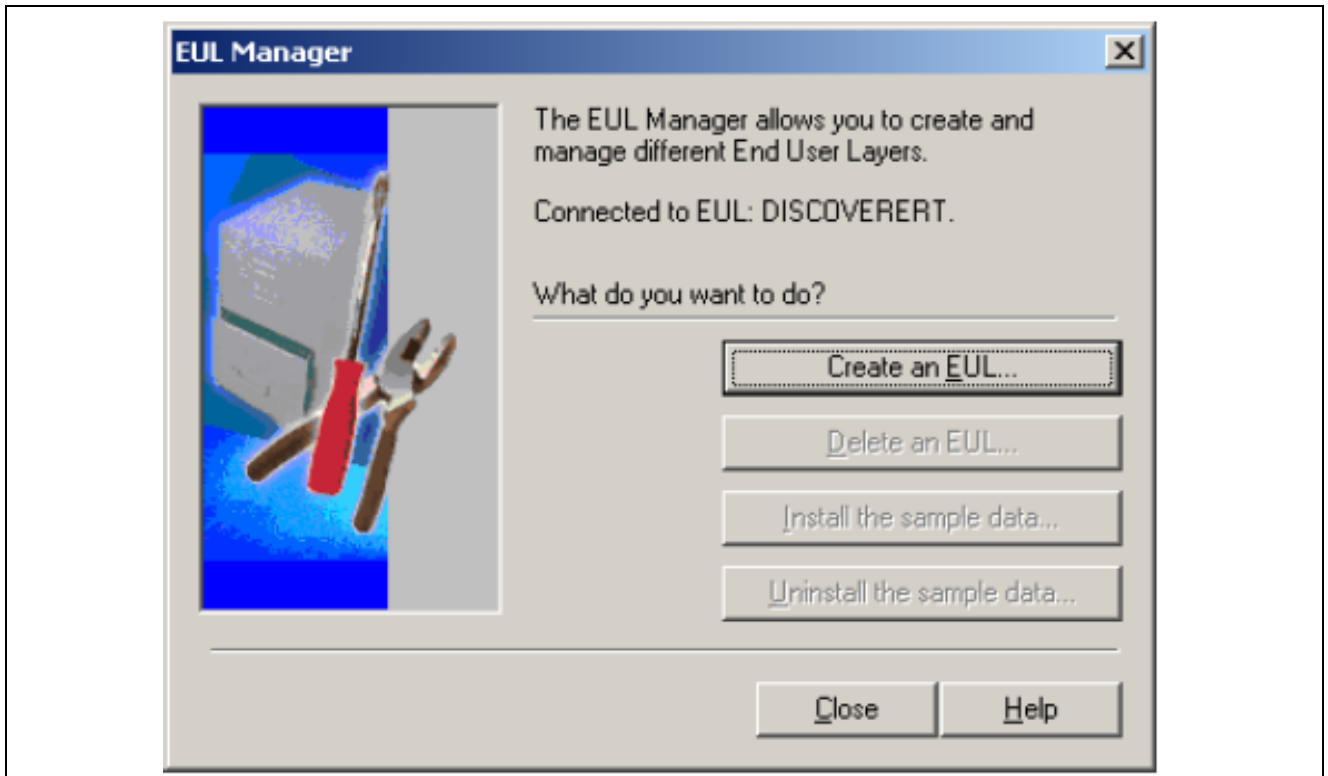 EUL Manager
The EUL Manager allows you to create and
manage different End User Layers.
Connected to EUL: DISCOVERERT.
What do you want to do?
Create an EUL...
Delete an EUL...
Install the sample data...
Uninstall the sample data...
Close
Help